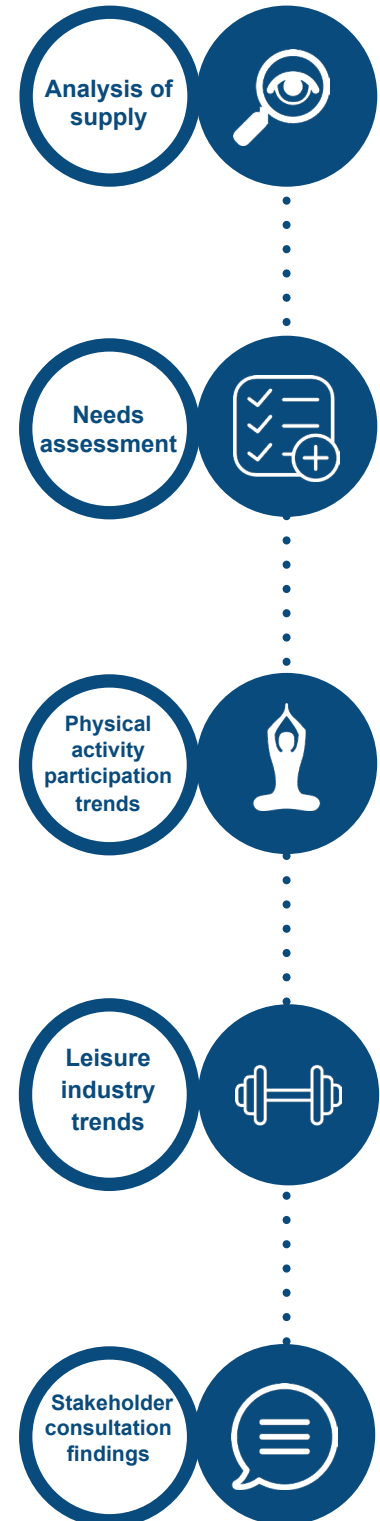 Analysis of
supply
Needs
assessment
Physical
activity
participation
trends
Leisure
industry
trends
Stakeholder
consultation
findings